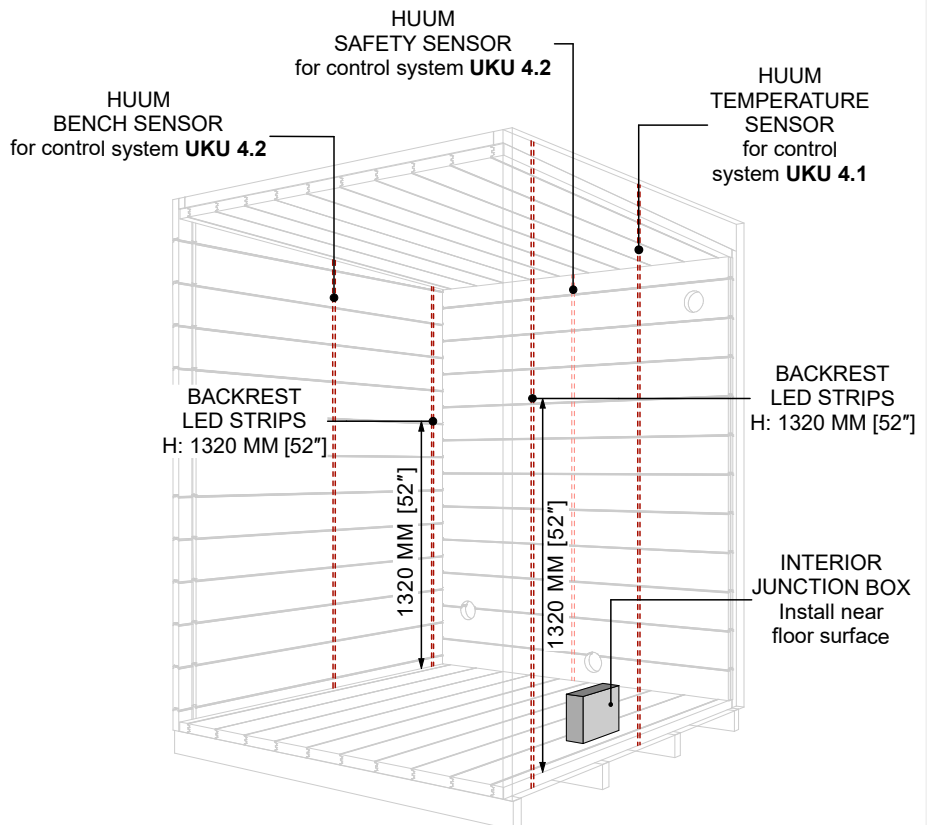 HUUM
SAFETY SENSOR
for control system UKU 4.2
HUUM
TEMPERATURE
SENSOR
for control
system UKU 4.1
HUUM
BENCH SENSOR
for control system UKU 4.2
BACKREST
LED STRIPS
H: 1320 MM [52″]
BACKREST
LED STRIPS
H: 1320 MM [52″]
1320 MM [52″]
1320 MM [52″]
INTERIOR
JUNCTION BOX
Install near
floor surface